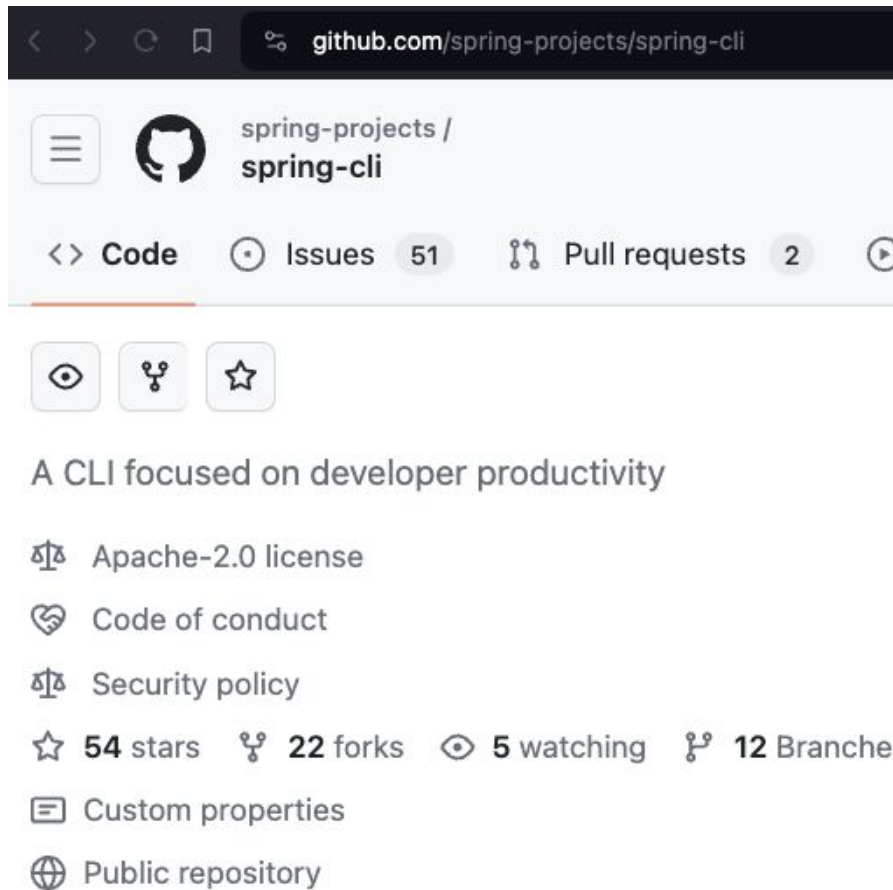 github.com/spring-projects/spring-cli
spring-projects /
spring-cli
Code Issues 51 Pull requests 2
A CLI focused on developer productivity
Apache-2.0 license
Code of conduct
Security policy
54 stars 22 forks 5 watching 12 Branche
Custom properties
Public repository